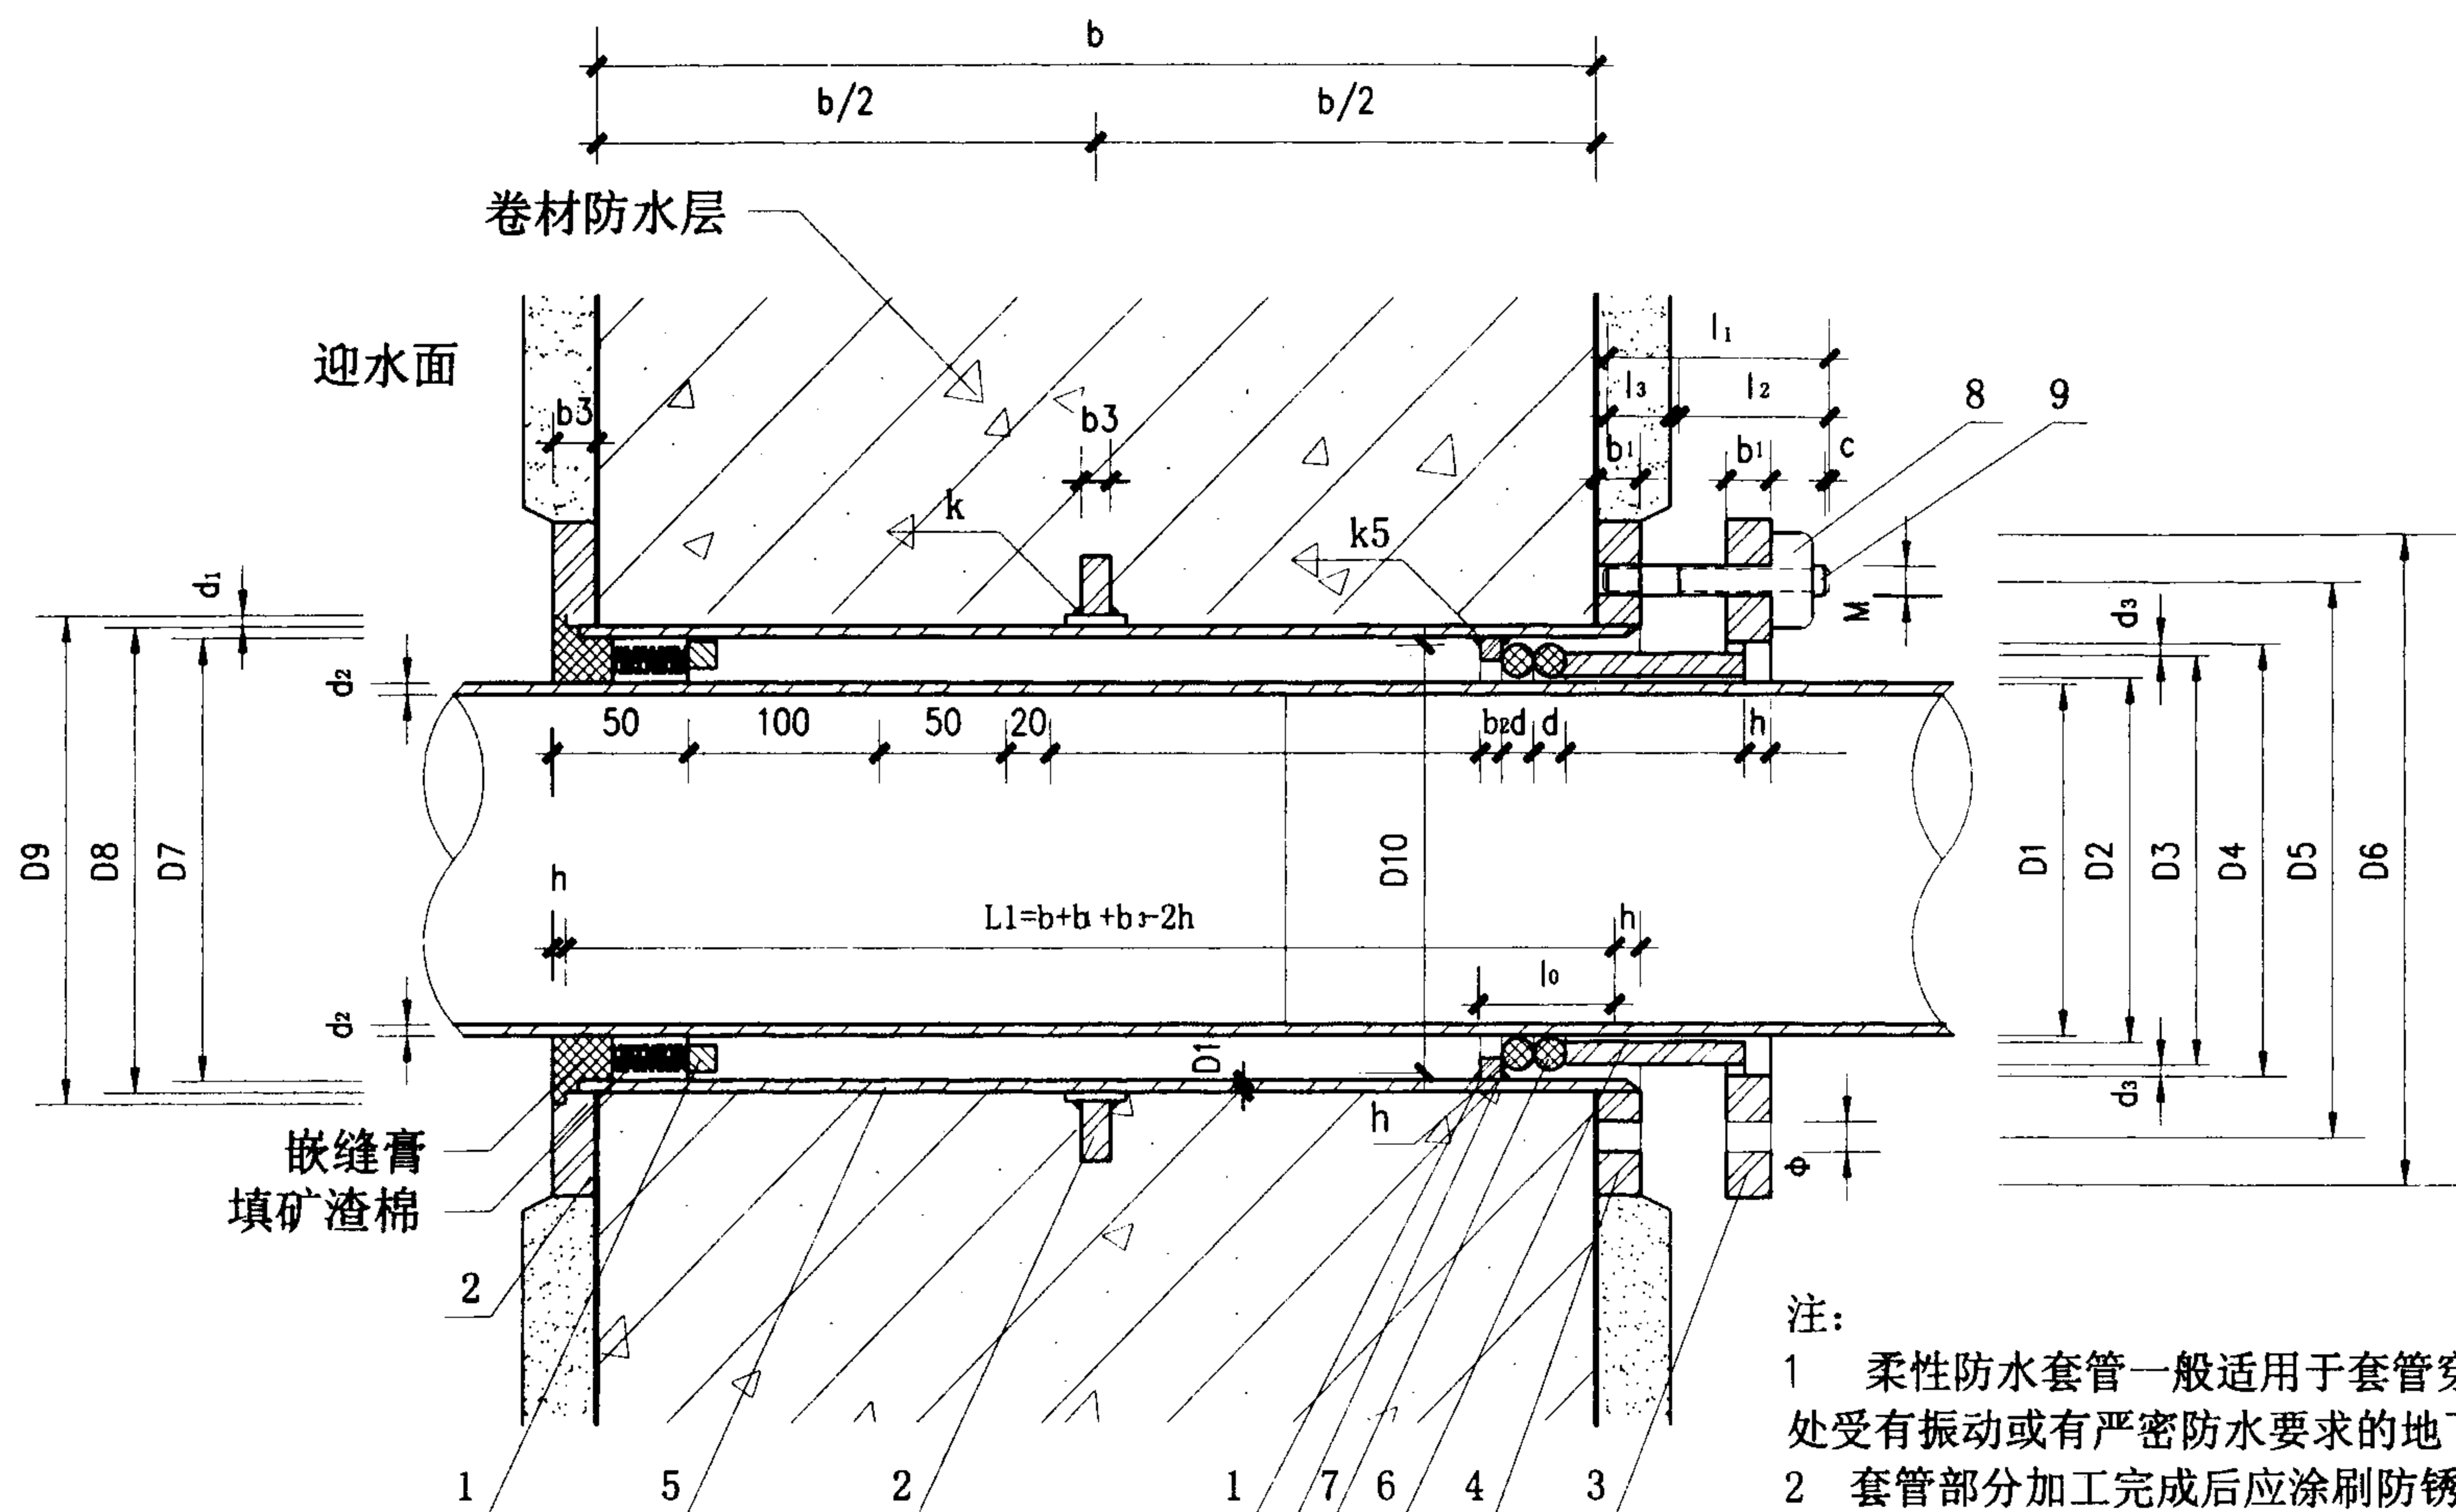 b
b/2 b/2
卷材防水层
迎水面
l1
b3 b3 l3 l2 8 9
b1 b1 c
k k5
d1 M d3
d2
50 100 50 20 b2 d d h
D9 D8 D7 D10 D1 D2 D3 D4 D5 D6
h L1=b+b1+b3-2h h
l0
d2 D1
h d3
嵌缝膏 φ
填矿渣棉
2
注:
1 柔性防水套管一般适用于套管穿
处受有振动或有严密防水要求的地
1 5 2 1 7 6 4 3
2 套管部分加工完成后应涂刷防锈